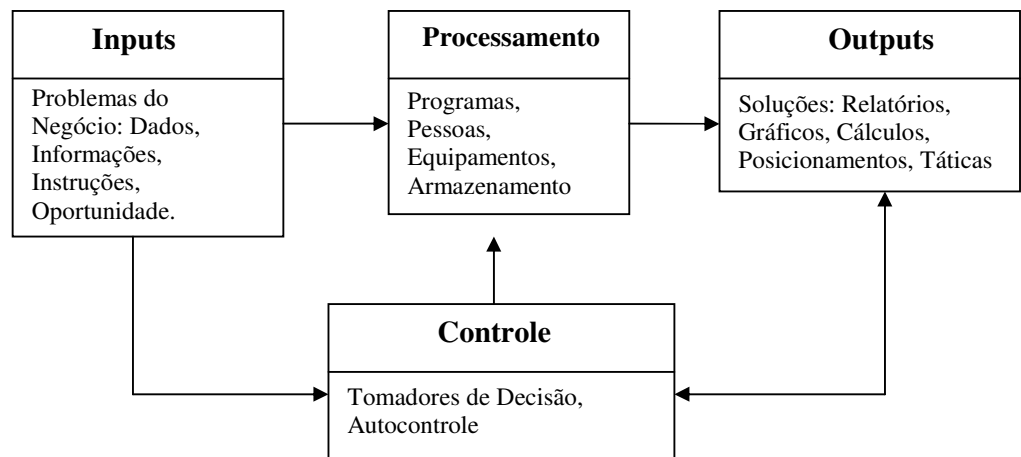 Inputs
Problemas do
Negócio: Dados,
Informações,
Instruções,
Oportunidade.
Processamento
Programas,
Pessoas,
Equipamentos,
Armazenamento
Outputs
Soluções: Relatórios,
Gráficos, Cálculos,
Posicionamentos, Táticas
Controle
Tomadores de Decisão,
Autocontrole